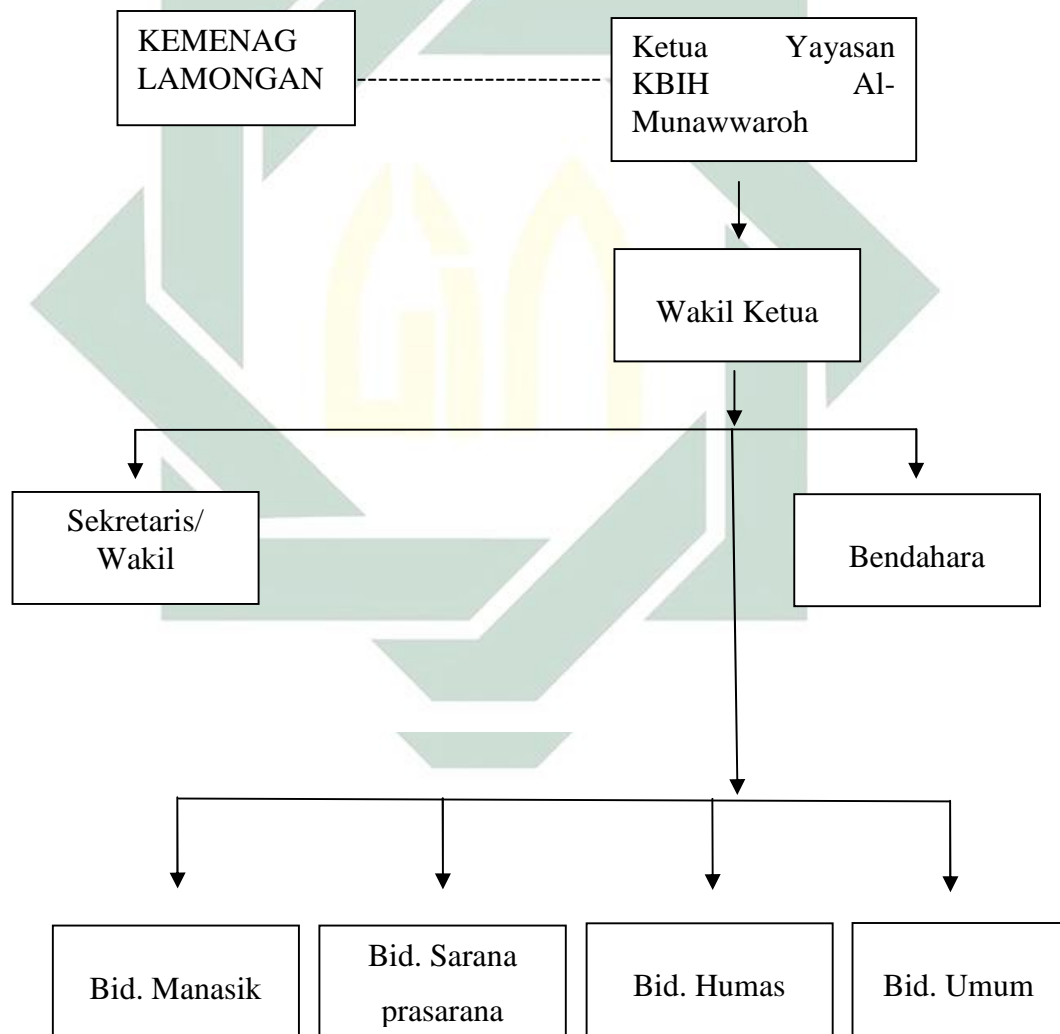 KEMENAG
LAMONGAN
Ketua Yayasan
KBIH Al-
Munawwaroh
Wakil Ketua
Sekretaris/
Wakil
Bendahara
Bid. Manasik
Bid. Sarana
prasarana
Bid. Humas
Bid. Umum